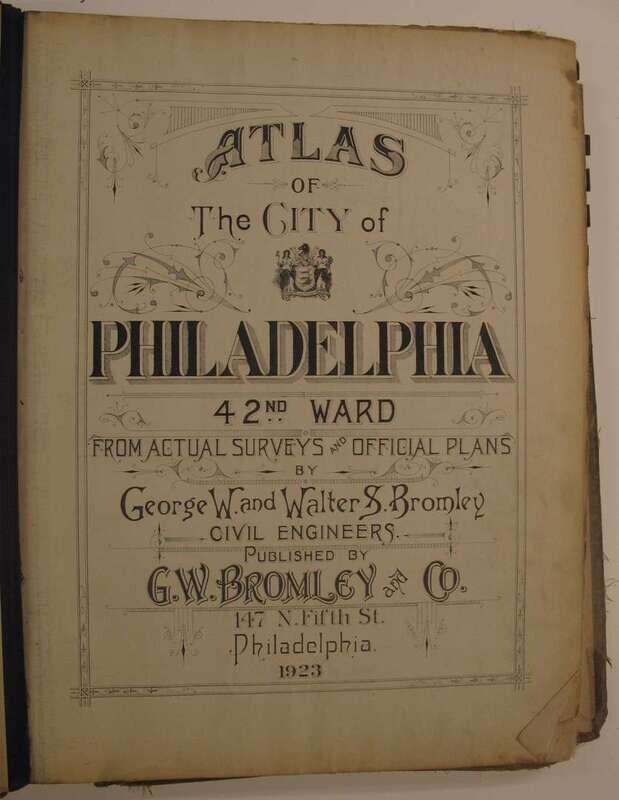 ATLAS
OF
The CITY of
PHILADELPHIA
42ND WARD
FROM ACTUAL SURVEYS AND OFFICIAL PLANS
BY
George W. and Walter S. Bromley
CIVIL ENGINEERS.
PUBLISHED BY
G.W. BROMLEY and CO.
147 N. Fifth St.
Philadelphia.
1923